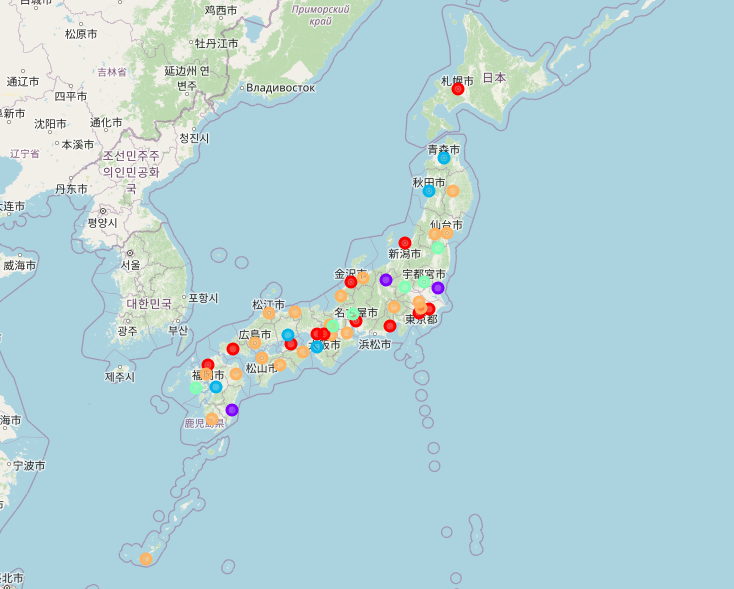 鸡西市
Приморский
край
松原市
牡丹江市
吉林省
延边州 연
변주
通辽市
四平市
Владивосток
札幌市
日本
阜新市
沈阳市
通化市
청진시
辽宁省
本溪市
조선민주주
의인민공화
국
青森市
丹东市
秋田市
大连市
평양시
仙台市
서울
新潟市
威海市
金沢市
宇都宮市
대한민국
포항시
松江市
名古屋市
東京都
광주
부산
広島市
大阪市
浜松市
제주시
福岡市
松山市
鹿児島県
海市
宁波市
台北市